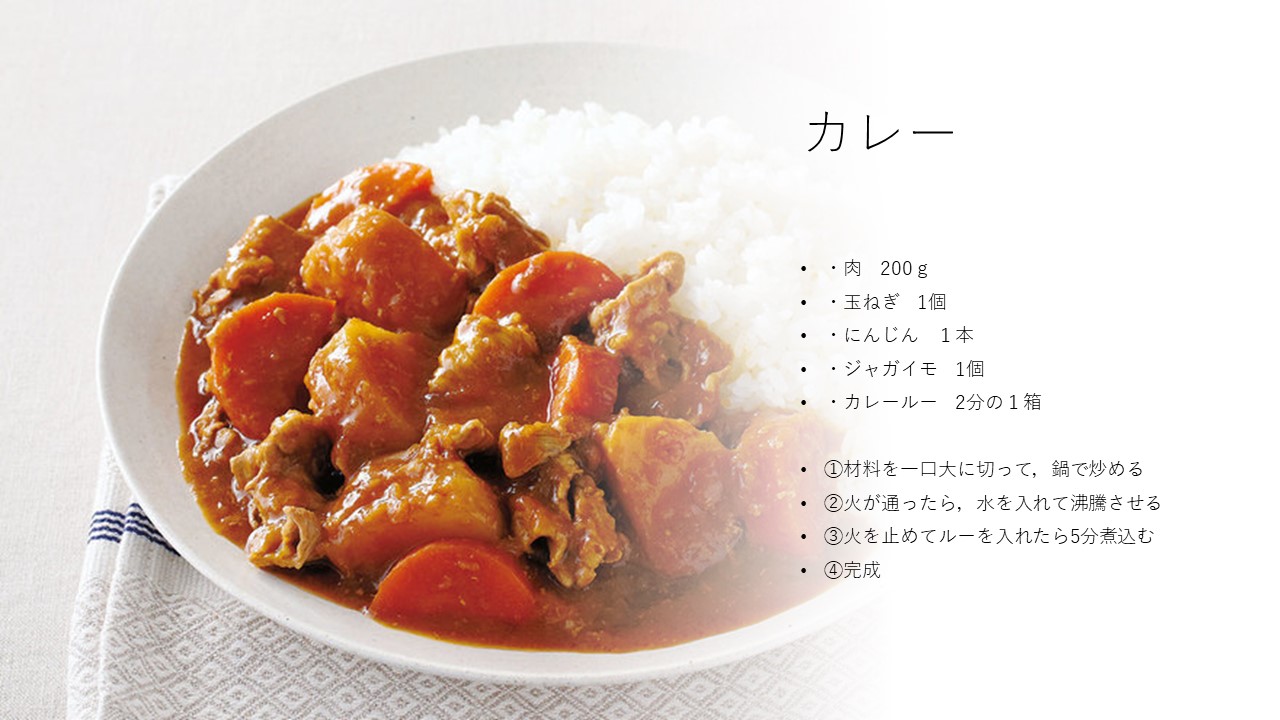 カレー
• ・肉　200ｇ
• ・玉ねぎ　1個
• ・にんじん　１本
• ・ジャガイモ　1個
• ・カレールー　2分の１箱
• ①材料を一口大に切って，鍋で炒める
• ②火が通ったら，水を入れて沸騰させる
• ③火を止めてルーを入れたら5分煮込む
• ④完成